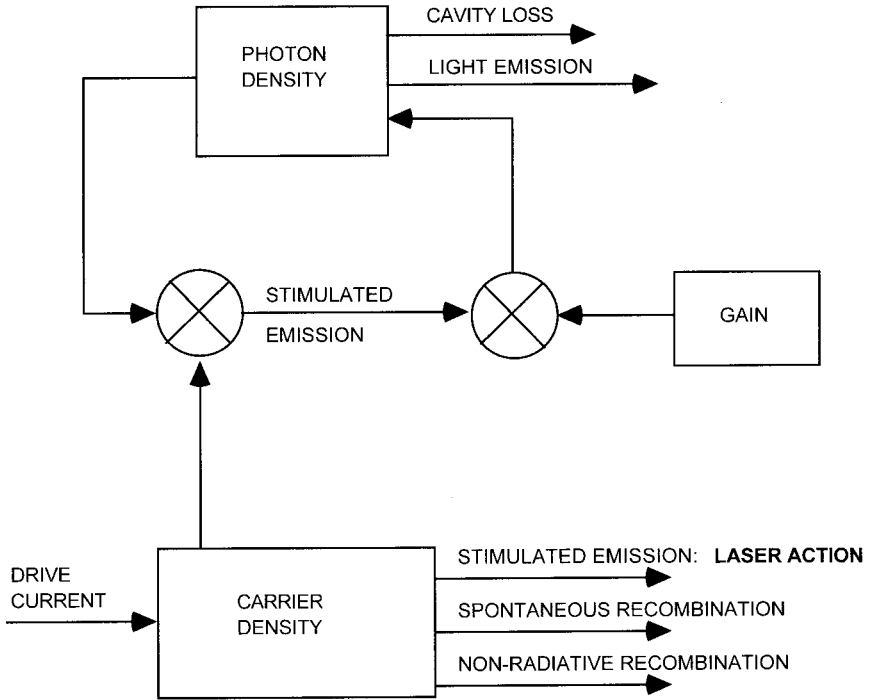 CAVITY LOSS
PHOTON
DENSITY
LIGHT EMISSION
STIMULATED
EMISSION
GAIN
DRIVE
CURRENT
CARRIER
DENSITY
STIMULATED EMISSION: LASER ACTION
SPONTANEOUS RECOMBINATION
NON-RADIATIVE RECOMBINATION